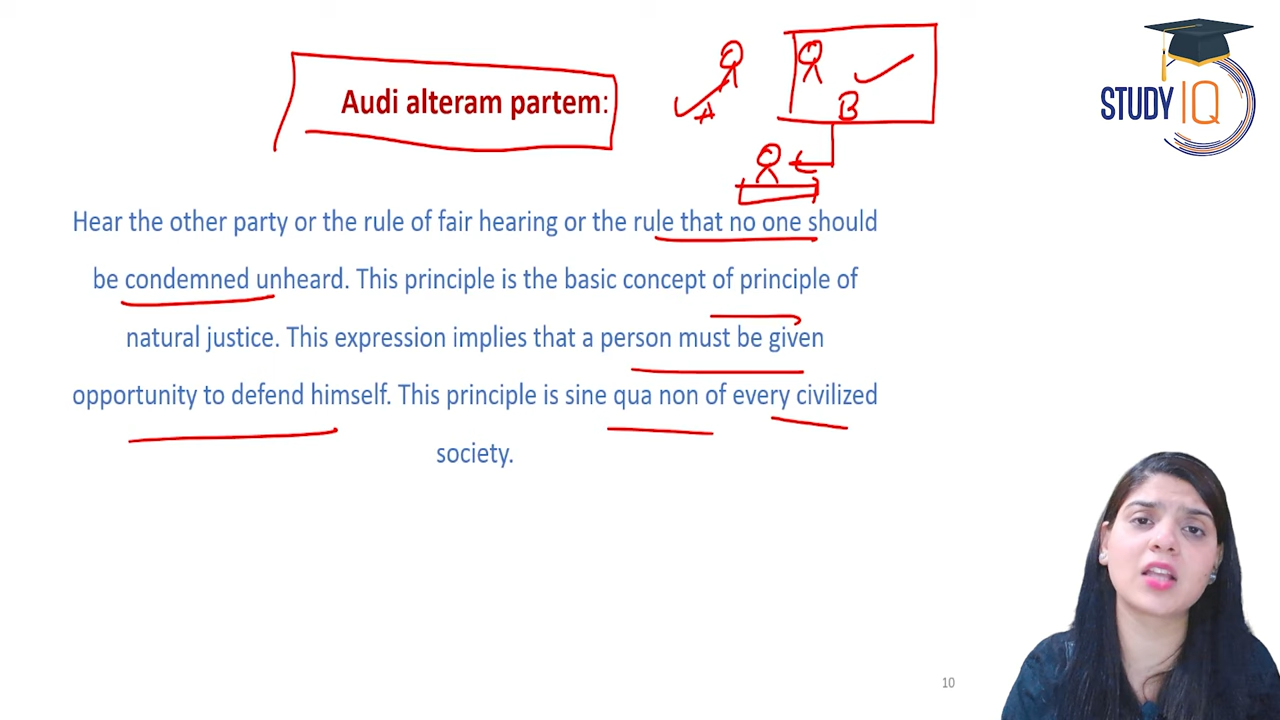 Audi alteram partem:
A
B
STUDY IQ
Hear the other party or the rule of fair hearing or the rule that no one should
be condemned unheard. This principle is the basic concept of principle of
natural justice. This expression implies that a person must be given
opportunity to defend himself. This principle is sine qua non of every civilized
society.
10